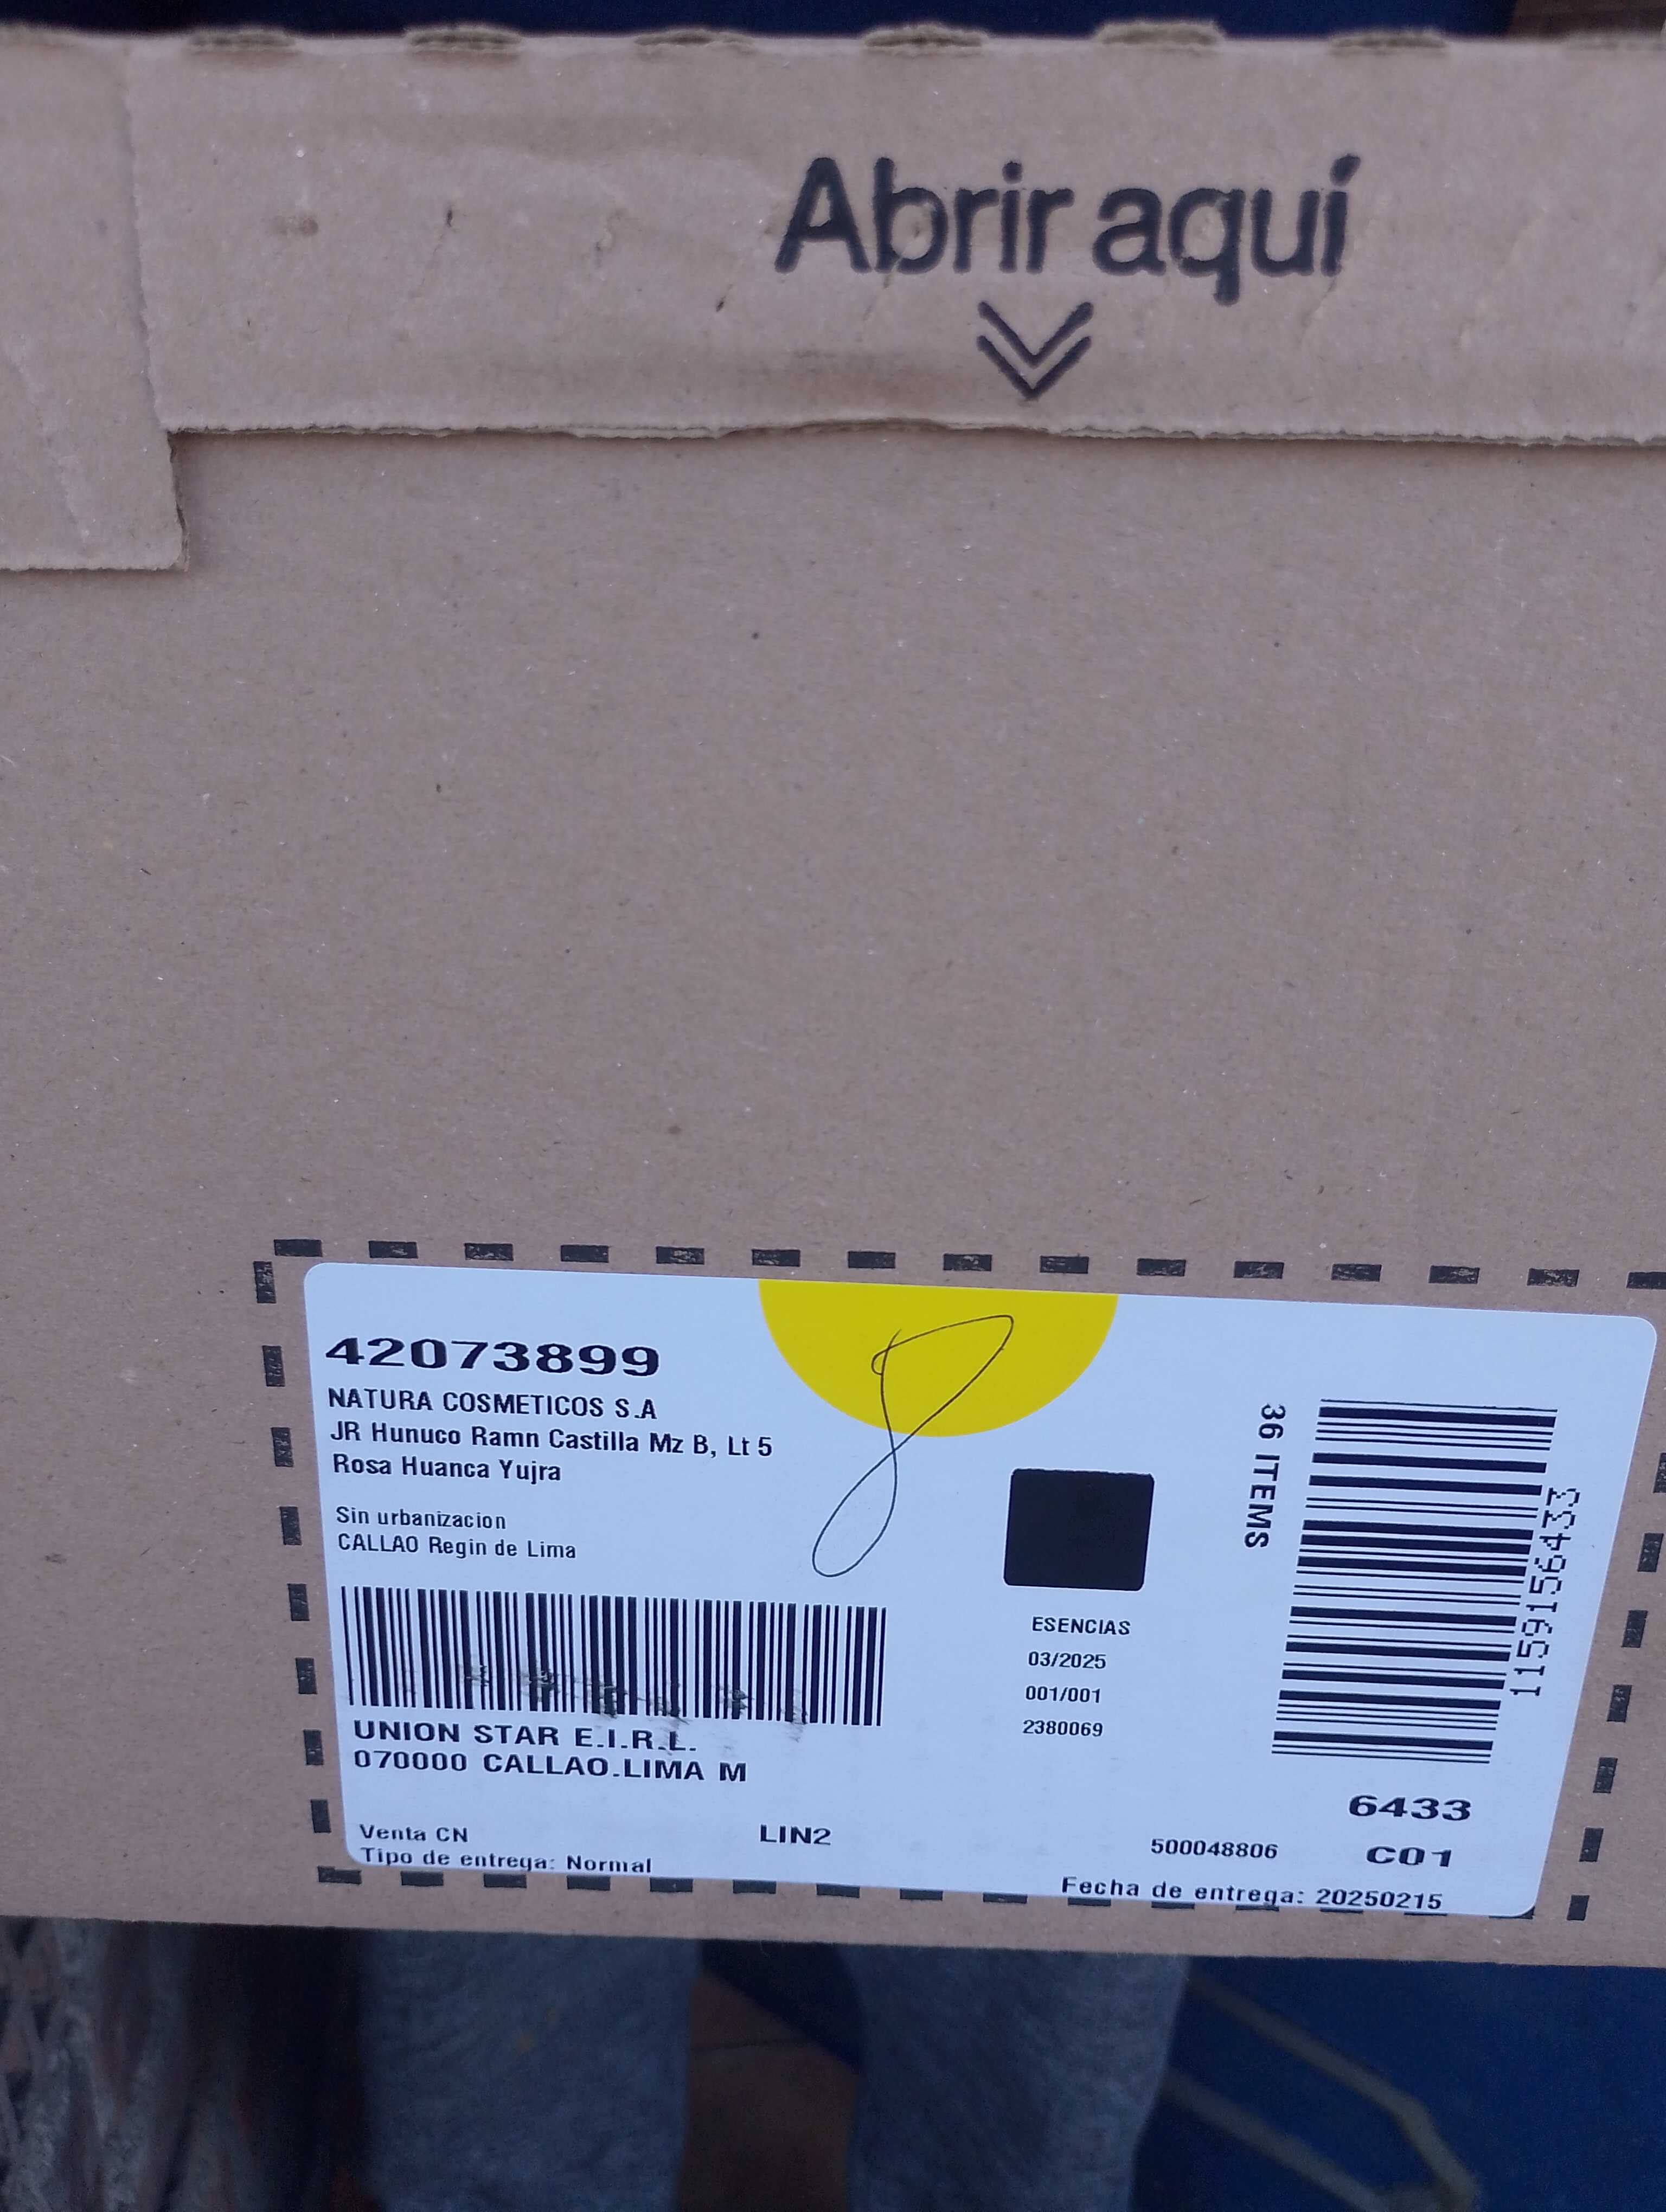 Abrir aquí
42073899
NATURA COSMETICOS S.A
JR Hunuco Ramn Castilla Mz B, Lt 5
Rosa Huanca Yujra
Sin urbanizacion
CALLAO Regin de Lima
UNION STAR E.I.R.L.
070000 CALLAO.LIMA M
Venta CN
LIN2
Tipo de entrega: Normal
8
ESENCIAS
03/2025
001/001
2380069
36 ITEMS
1159156433
6433
500048806
C01
Fecha de entrega: 20250215